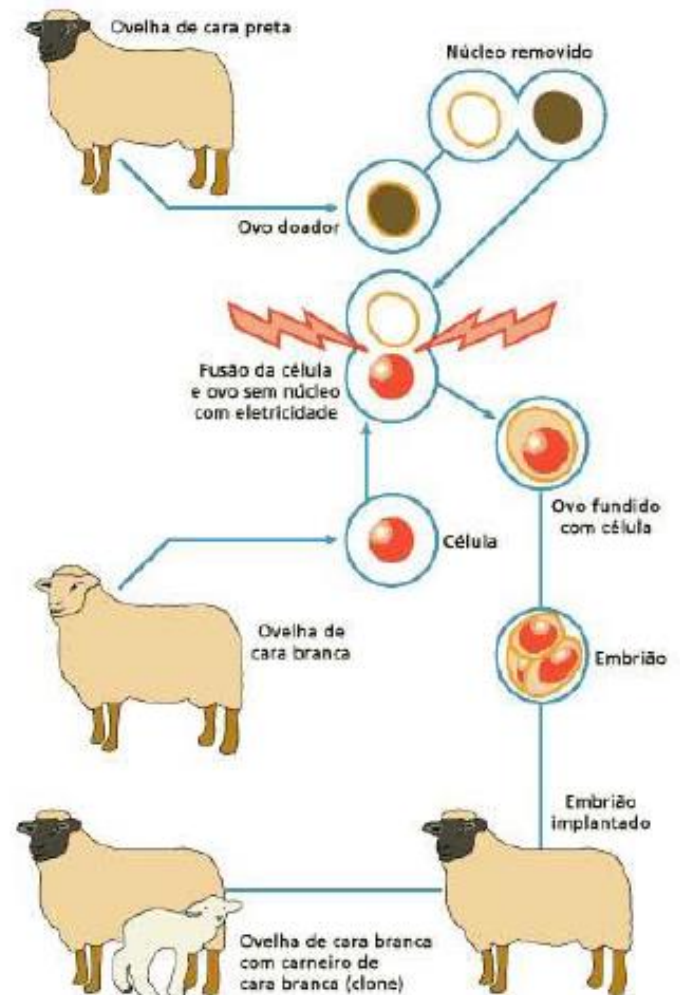 Ovelha de cara preta
Núcleo removido
Ovo doador
Fusão da célula
e ovo sem núcleo
com eletricidade
Ovo fundido
com célula
Célula
Ovelha de
cara branca
Embrião
Embrião
implantado
Ovelha de cara branca
com carneiro de
cara branca (clone)